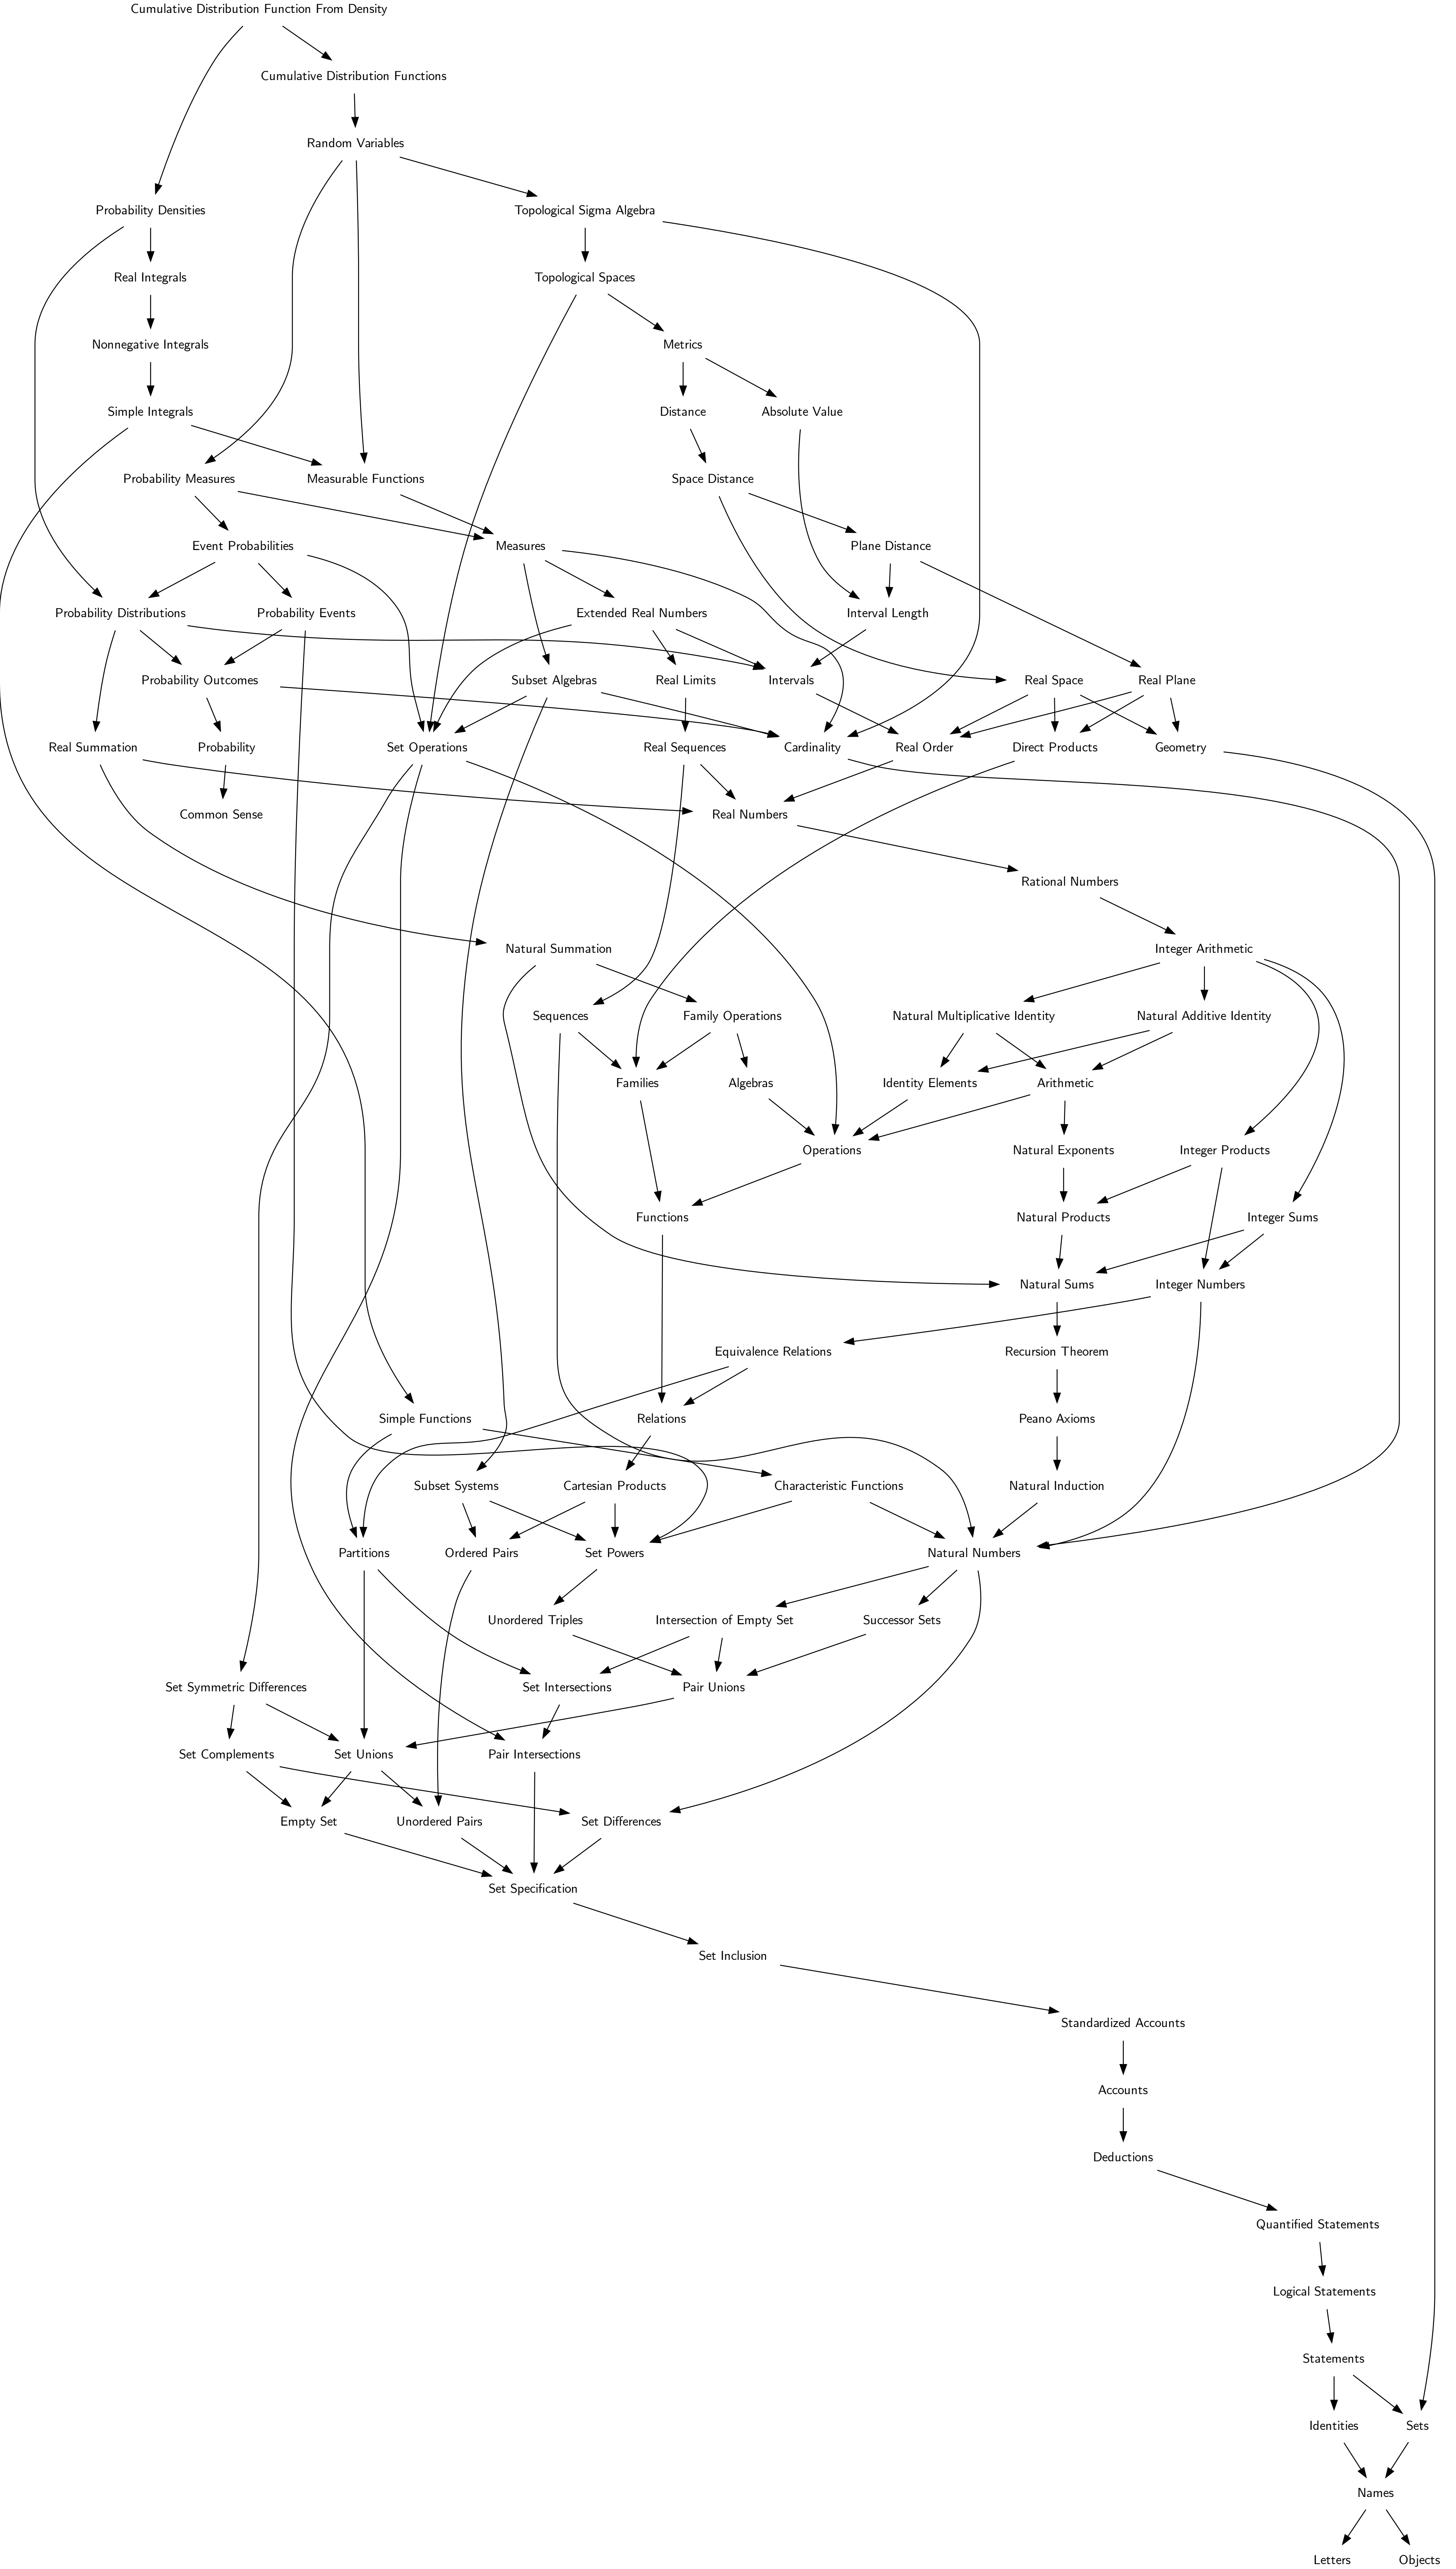 Cumulative Distribution Function From Density
Cumulative Distribution Functions
Random Variables
Probability Densities
Topological Sigma Algebra
Real Integrals
Topological Spaces
Nonnegative Integrals
Metrics
Simple Integrals
Distance
Absolute Value
Probability Measures
Measurable Functions
Space Distance
Event Probabilities
Measures
Plane Distance
Probability Distributions
Probability Events
Extended Real Numbers
Interval Length
Probability Outcomes
Subset Algebras
Real Limits
Intervals
Real Space
Real Plane
Real Summation
Probability
Set Operations
Real Sequences
Cardinality
Real Order
Direct Products
Geometry
Common Sense
Real Numbers
Rational Numbers
Natural Summation
Integer Arithmetic
Sequences
Family Operations
Natural Multiplicative Identity
Natural Additive Identity
Families
Algebras
Identity Elements
Arithmetic
Operations
Natural Exponents
Integer Products
Functions
Natural Products
Integer Sums
Natural Sums
Integer Numbers
Equivalence Relations
Recursion Theorem
Simple Functions
Relations
Peano Axioms
Subset Systems
Cartesian Products
Characteristic Functions
Natural Induction
Partitions
Ordered Pairs
Set Powers
Natural Numbers
Unordered Triples
Intersection of Empty Set
Successor Sets
Set Symmetric Differences
Set Intersections
Pair Unions
Set Complements
Set Unions
Pair Intersections
Empty Set
Unordered Pairs
Set Differences
Set Specification
Set Inclusion
Standardized Accounts
Accounts
Deductions
Quantified Statements
Logical Statements
Statements
Identities
Sets
Names
Letters
Objects